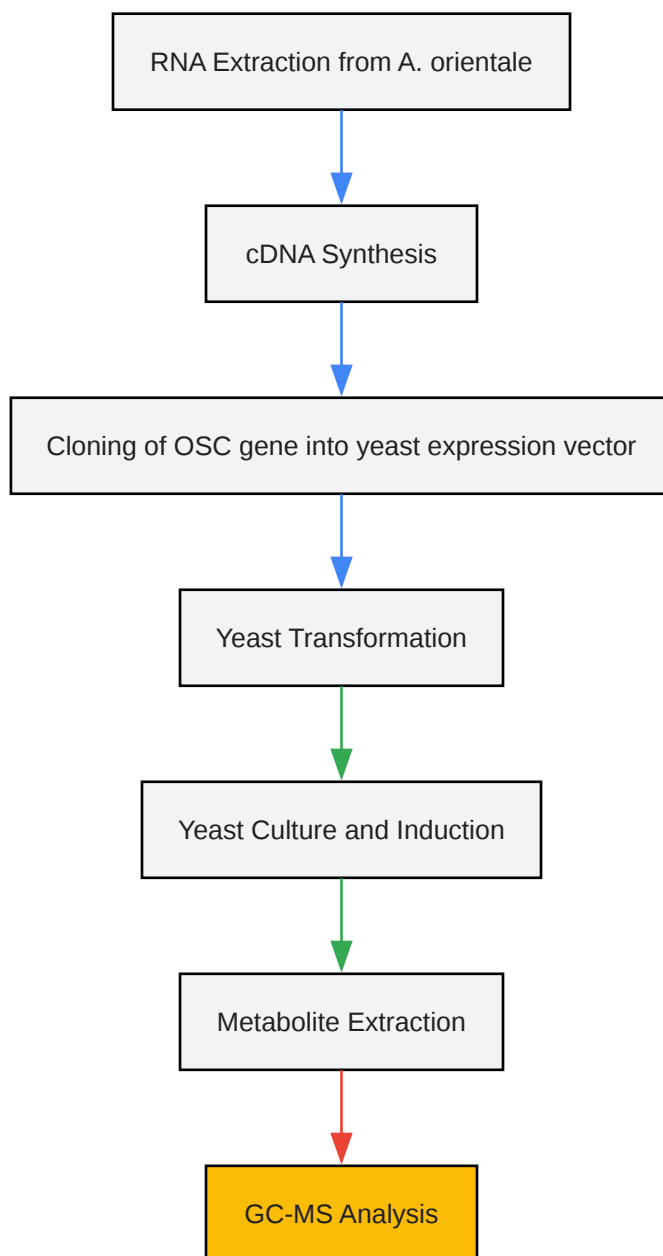 RNA Extraction from A. orientale
cDNA Synthesis
Cloning of OSC gene into yeast expression vector
Yeast Transformation
Yeast Culture and Induction
Metabolite Extraction
GC-MS Analysis